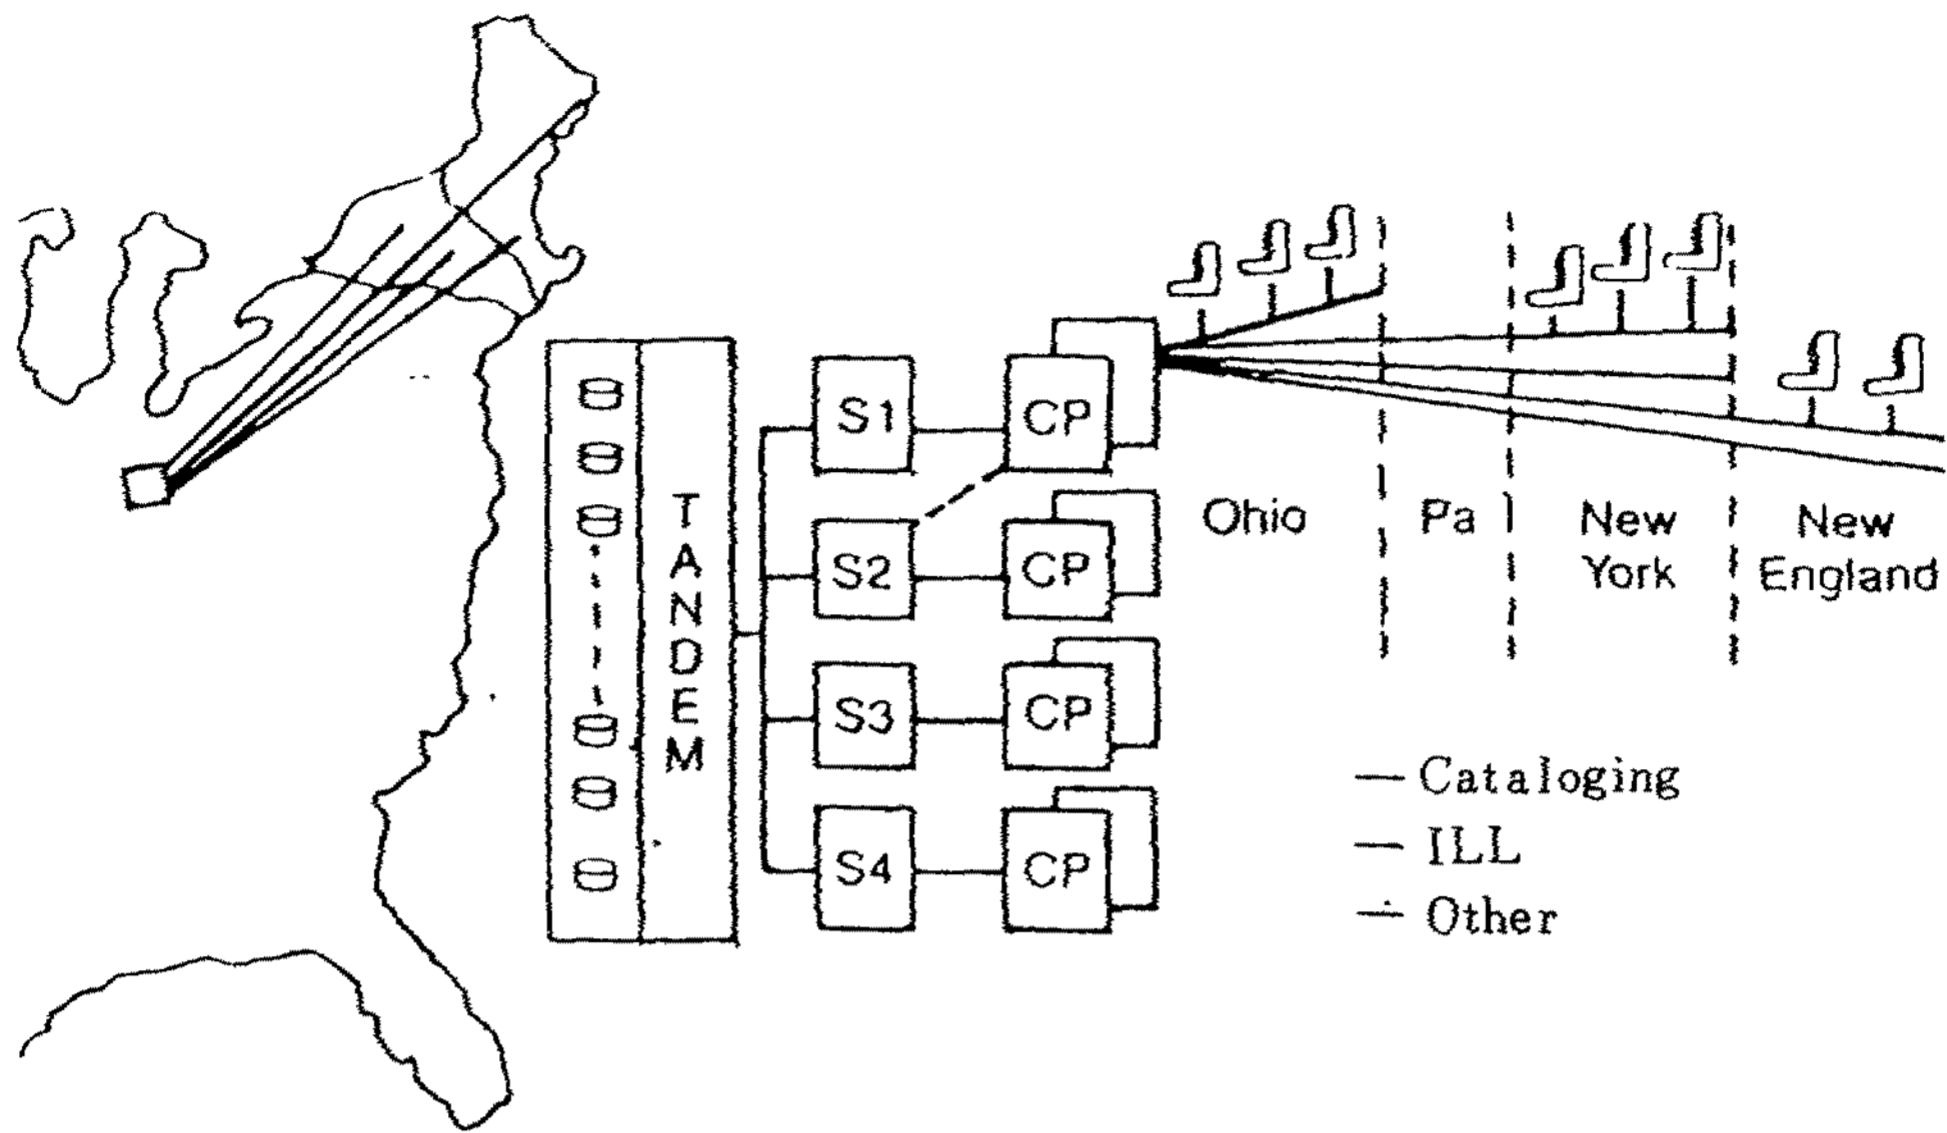 TANDEM
S1
CP
S2
CP
S3
CP
S4
CP
Ohio
Pa
New
York
New
England
— Cataloging
— ILL
— Other